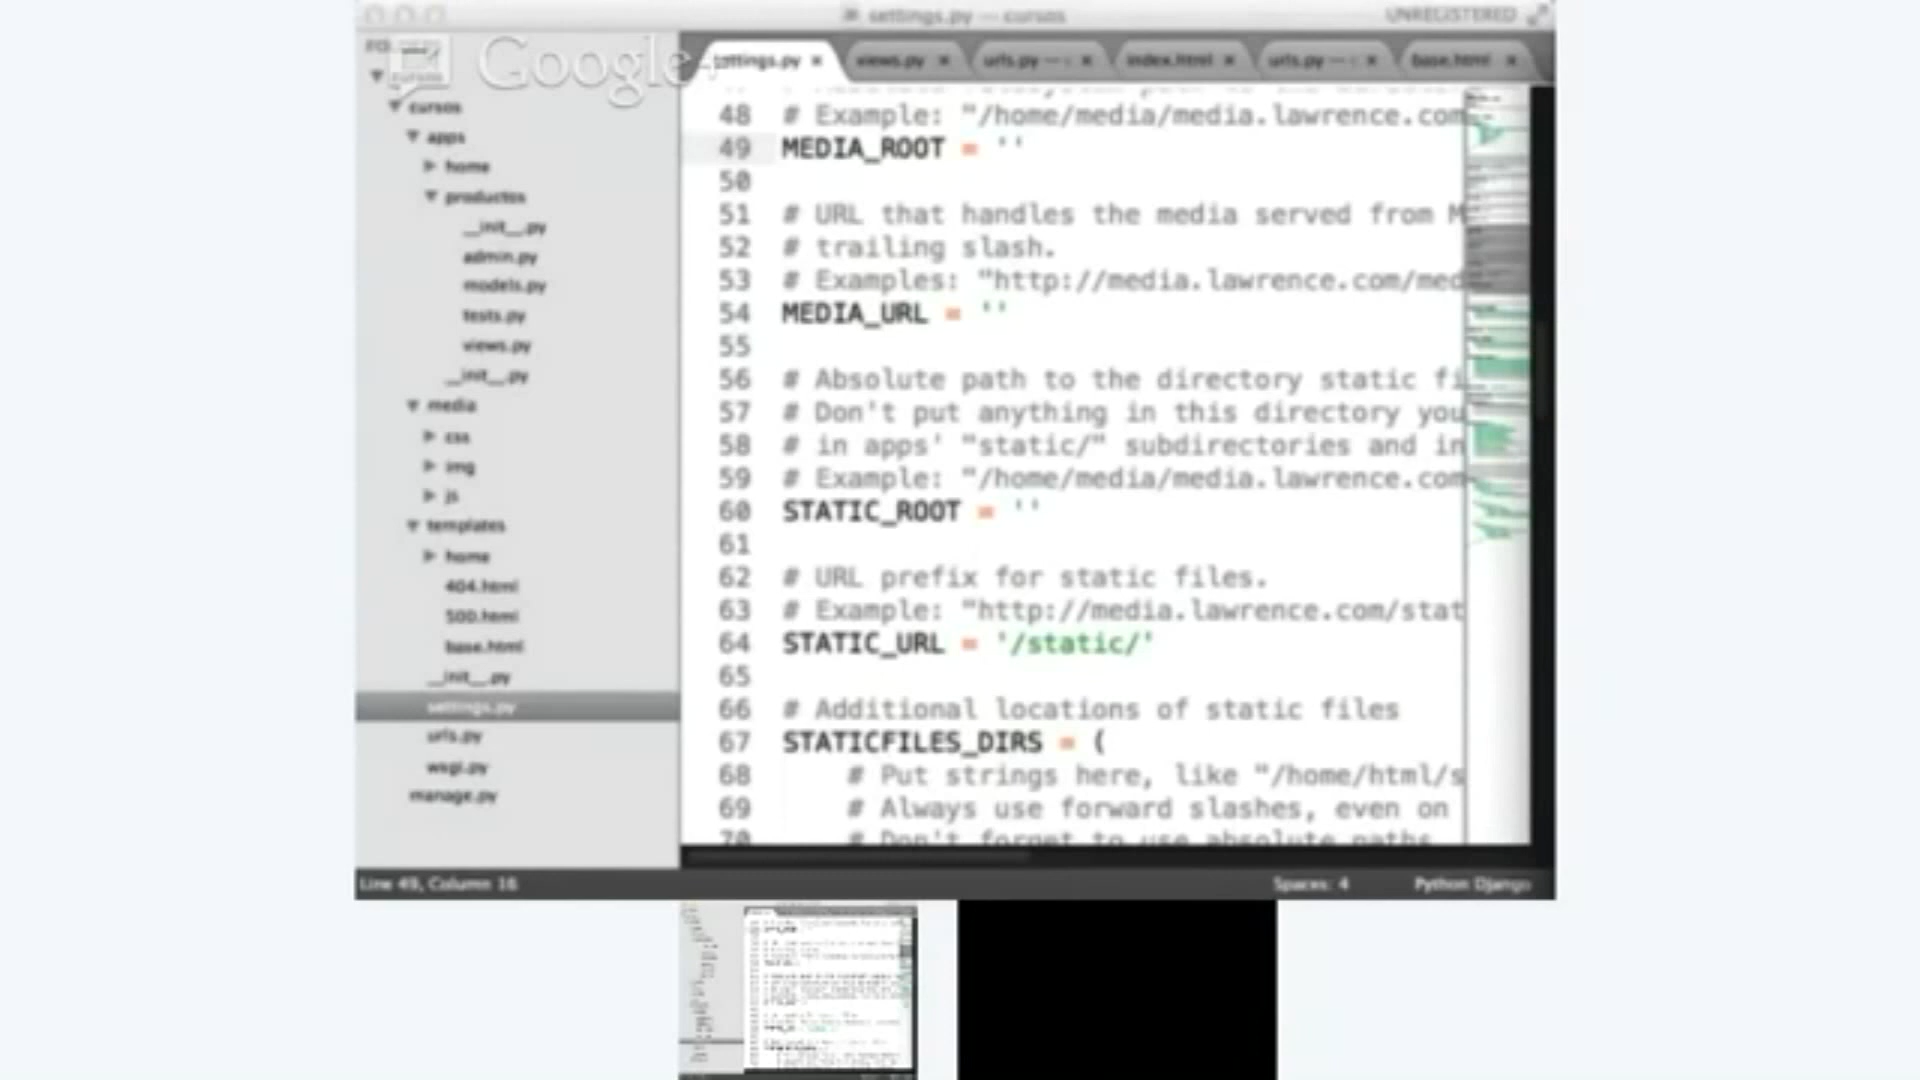 settings.py — cursos
UNREGISTERED
Google+
cursos
cursos
apps
home
productos
__init__.py
admin.py
models.py
tests.py
views.py
__init__.py
media
css
img
js
templates
home
404.html
500.html
base.html
__init__.py
settings.py
urls.py
wsgi.py
manage.py
settings.py × views.py × urls.py — × index.html × urls.py — × base.html ×
48 # Example: "/home/media/media.lawrence.com
49 MEDIA_ROOT = ''
50
51 # URL that handles the media served from M
52 # trailing slash.
53 # Examples: "http://media.lawrence.com/med
54 MEDIA_URL = ''
55
56 # Absolute path to the directory static fi
57 # Don't put anything in this directory you
58 # in apps' "static/" subdirectories and in
59 # Example: "/home/media/media.lawrence.com
60 STATIC_ROOT = ''
61
62 # URL prefix for static files.
63 # Example: "http://media.lawrence.com/stat
64 STATIC_URL = '/static/'
65
66 # Additional locations of static files
67 STATICFILES_DIRS = (
68 # Put strings here, like "/home/html/s
69 # Always use forward slashes, even on
70 # Don't forget to use absolute paths
Line 49, Column 16
Spaces: 4
Python Django